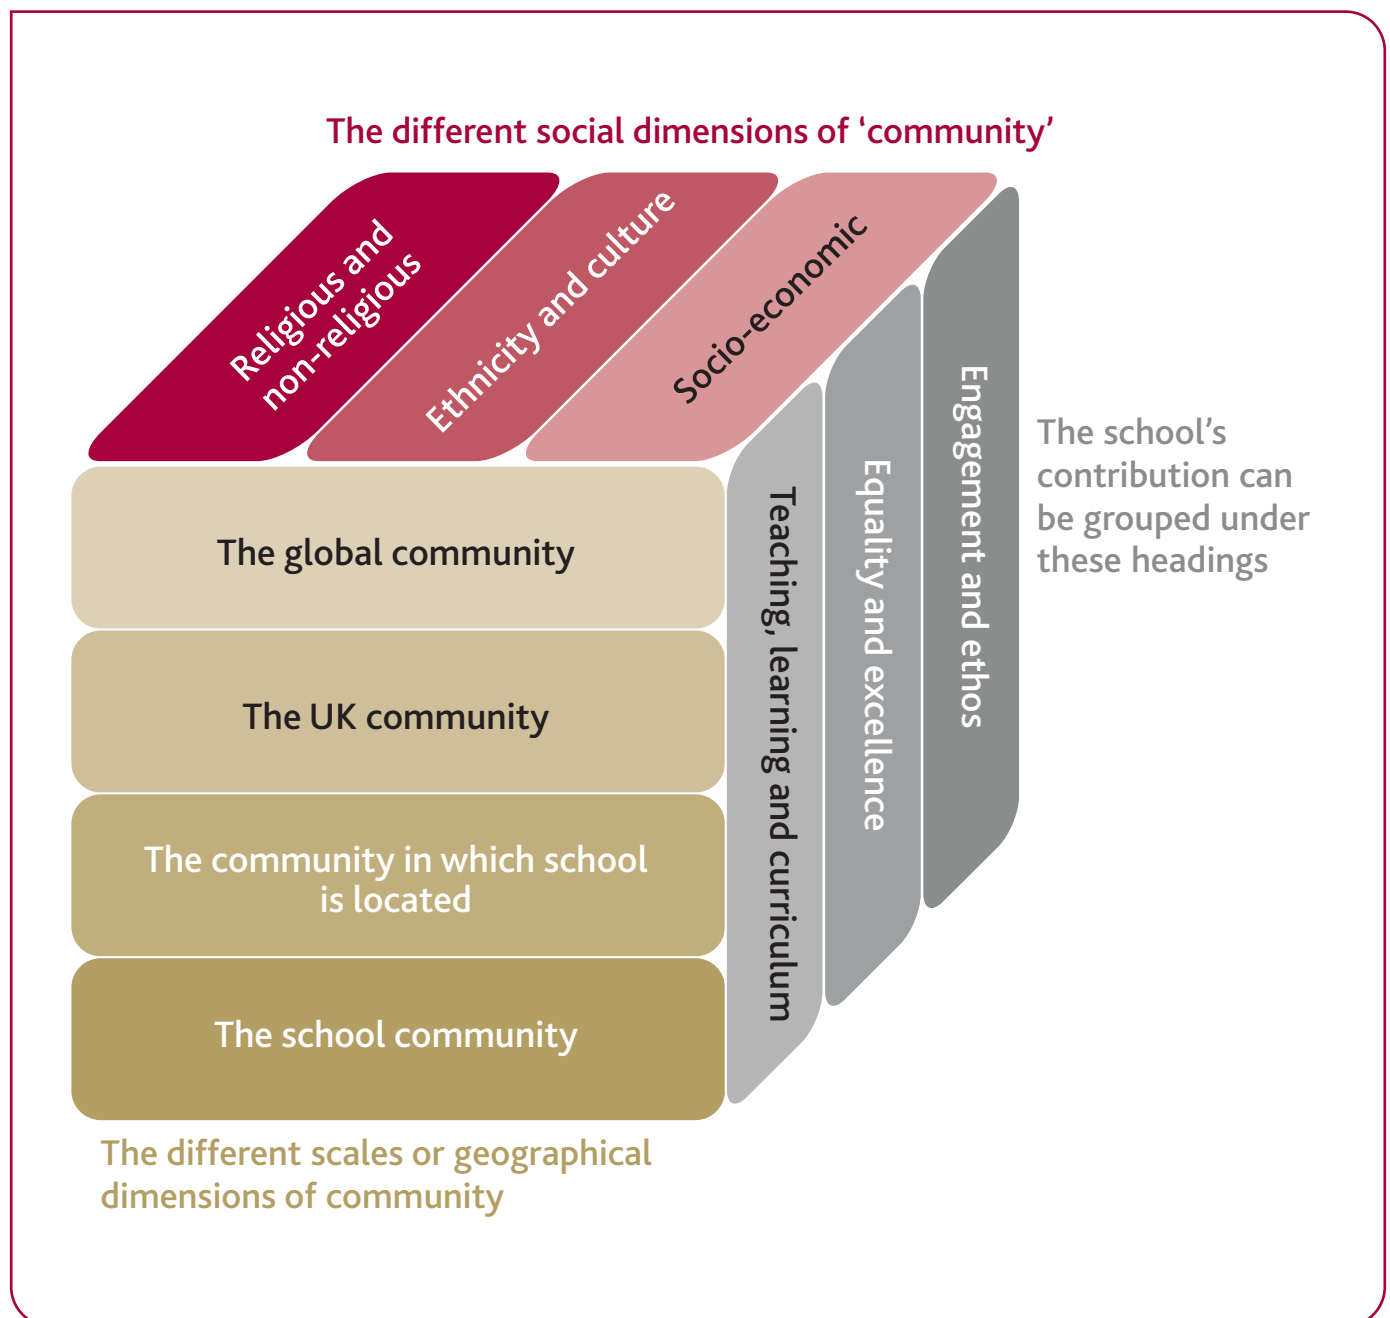 The different social dimensions of ‘community’
Religious and
non-religious
Ethnicity and culture
Socio-economic
The global community
The UK community
The community in which school
is located
The school community
Teaching, learning and curriculum
Equality and excellence
Engagement and ethos
The school’s
contribution can
be grouped under
these headings
The different scales or geographical
dimensions of community